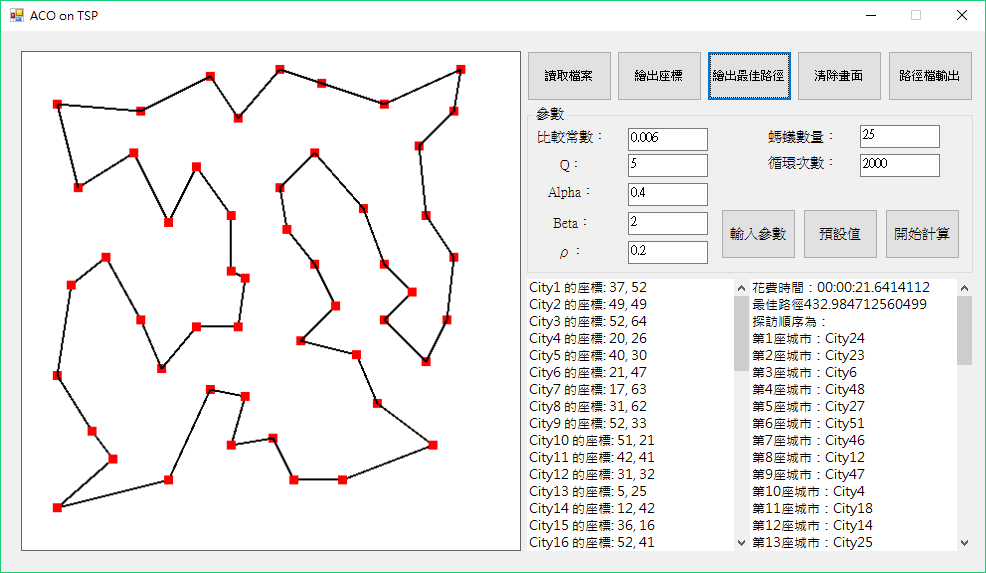 ACO on TSP
讀取檔案
繪出座標
繪出最佳路徑
清除畫面
路徑檔輸出
參數
比較常數：
0.006
螞蟻數量：
25
Q：
5
循環次數：
2000
Alpha：
0.4
Beta：
2
ρ：
0.2
輸入參數
預設值
開始計算
City1 的座標: 37, 52
City2 的座標: 49, 49
City3 的座標: 52, 64
City4 的座標: 20, 26
City5 的座標: 40, 30
City6 的座標: 21, 47
City7 的座標: 17, 63
City8 的座標: 31, 62
City9 的座標: 52, 33
City10 的座標: 51, 21
City11 的座標: 42, 41
City12 的座標: 31, 32
City13 的座標: 5, 25
City14 的座標: 12, 42
City15 的座標: 36, 16
City16 的座標: 52, 41
花費時間：00:00:21.6414112
最佳路徑432.984712560499
探訪順序為：
第1座城市：City24
第2座城市：City23
第3座城市：City6
第4座城市：City48
第5座城市：City27
第6座城市：City51
第7座城市：City46
第8座城市：City12
第9座城市：City47
第10座城市：City4
第11座城市：City18
第12座城市：City14
第13座城市：City25